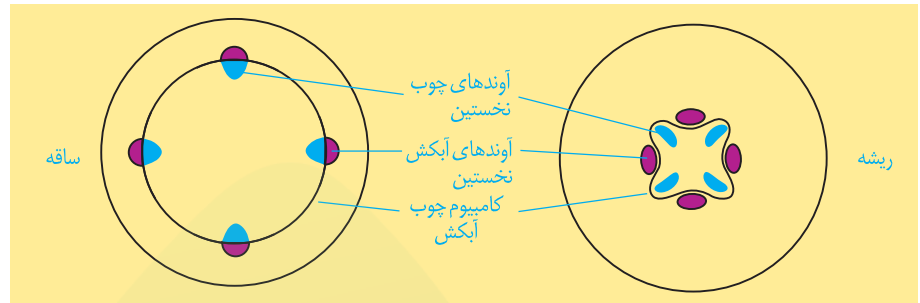 ریشه
آوندهای چوب
نخستین
آوندهای آبکش
نخستین
کامبیوم چوب
آبکش
ساقه